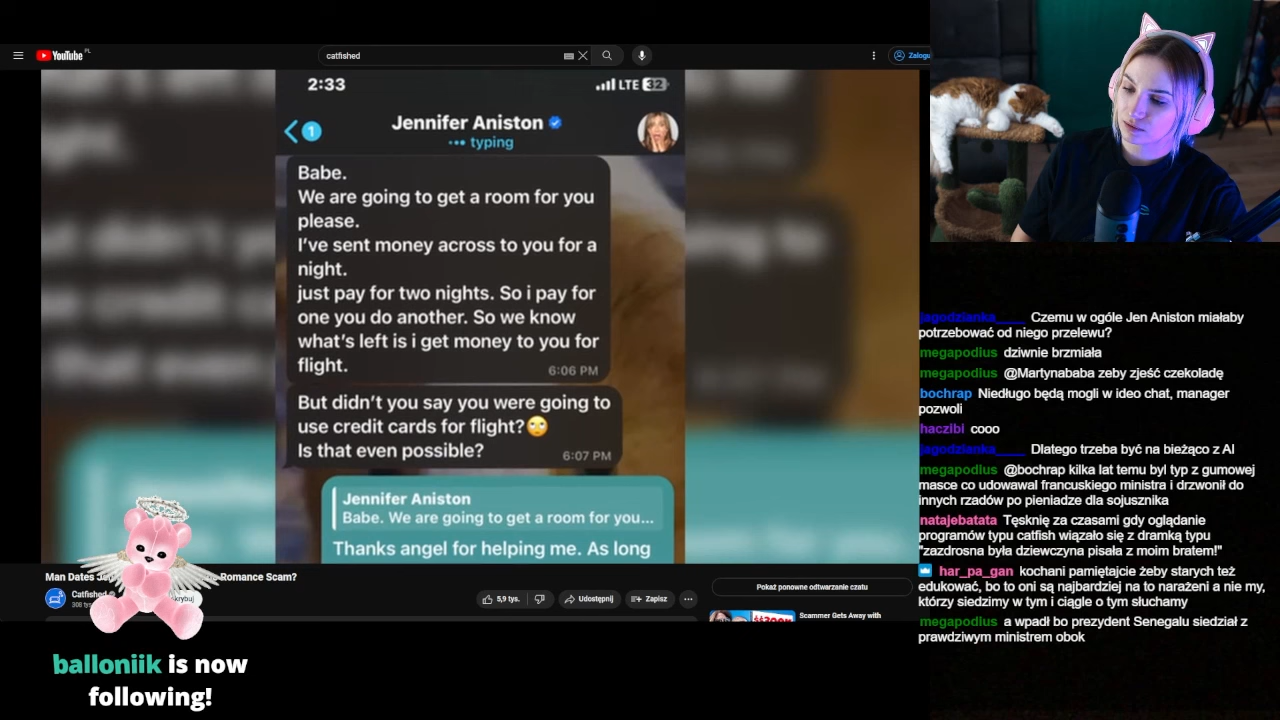 YouTube PL
catfished
Zalogu
2:33
LTE 32
1
Jennifer Aniston
typing
Babe.
We are going to get a room for you
please.
I've sent money across to you for a
night.
just pay for two nights. So i pay for
one you do another. So we know
what's left is i get money to you for
flight.
6:06 PM
But didn't you say you were going to
use credit cards for flight?🙄
Is that even possible?
6:07 PM
Jennifer Aniston
Babe. We are going to get a room for you...
Thanks angel for helping me. As long
Man Dates Romance Scam?
Catfished
308 tys.
krybuj
5,9 tys.
Udostępnij
Zapisz
Pokaż ponowne odtwarzanie czatu
Scammer Gets Away with
balloniik is now
following!
jagodzianka____ Czemu w ogóle Jen Aniston miałaby
potrzebować od niego przelewu?
megapodius dziwnie brzmiała
megapodius @Martynababa zeby zjeść czekoladę
bochrap Niedługo będą mogli w ideo chat, manager
pozwoli
haczibi cooo
jagodzianka____ Dlatego trzeba być na bieżąco z AI
megapodius @bochrap kilka lat temu byl typ z gumowej
masce co udowawal francuskiego ministra i drzwonił do
innych rzadów po pieniadze dla sojusznika
natajebatata Tęsknię za czasami gdy oglądanie
programów typu catfish wiązało się z dramką typu
"zazdrosna była dziewczyna pisała z moim bratem!"
har_pa_gan kochani pamiętajcie żeby starych też
edukować, bo to oni są najbardziej na to narażeni a nie my,
którzy siedzimy w tym i ciągle o tym słuchamy
megapodius a wpadł bo prezydent Senegalu siedział z
prawdziwym ministrem obok